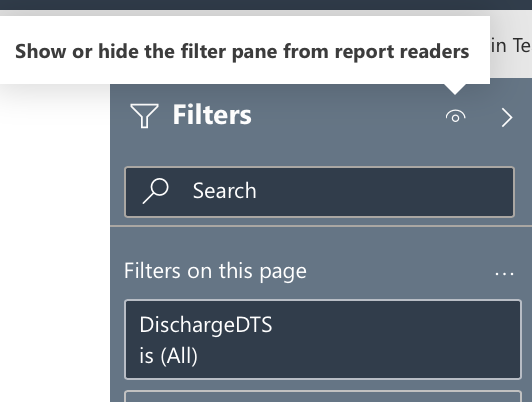 Show or hide the filter pane from report readers
in Te
Filters
Search
Filters on this page
...
DischargeDTS
is (All)